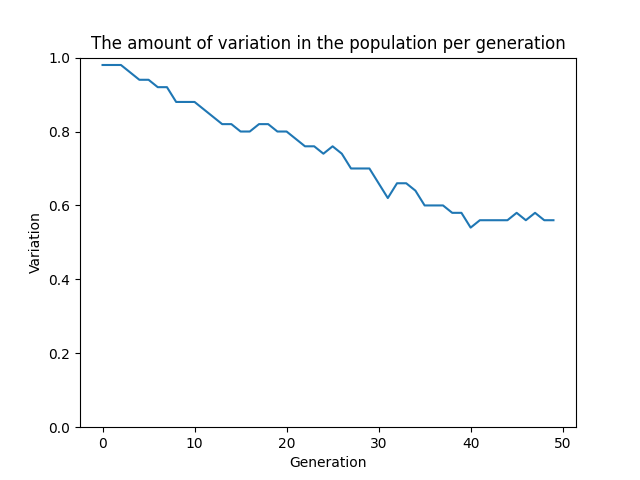 The amount of variation in the population per generation
1.0
0.8
0.6
0.4
0.2
0.0
Variation
0 10 20 30 40 50
Generation